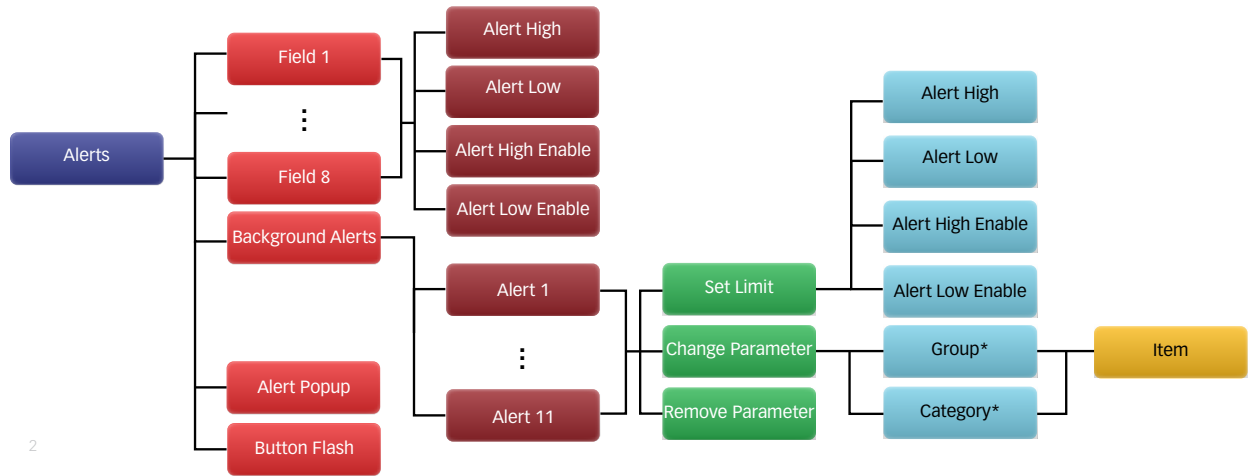 Alerts
Field 1
⋮
Field 8
Background Alerts
Alert Popup
Button Flash
Alert High
Alert Low
Alert High Enable
Alert Low Enable
Alert 1
⋮
Alert 11
Set Limit
Change Parameter
Remove Parameter
Alert High
Alert Low
Alert High Enable
Alert Low Enable
Group*
Category*
Item
2